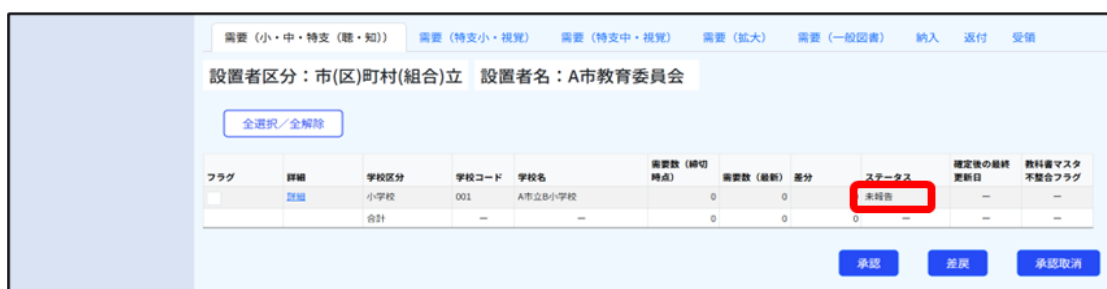 需要（小・中・特支（聴・知）） 需要（特支小・視覚） 需要（特支中・視覚） 需要（拡大） 需要（一般図書） 納入 返付 受領
設置者区分：市(区)町村(組合)立 設置者名：A市教育委員会
全選択／全解除
フラグ 詳細 学校区分 学校コード 学校名 需要数（締切時点） 需要数（最新） 差分 ステータス 確定後の最終更新日 教科書マスタ不整合フラグ
詳細 小学校 001 A市立B小学校 0 0 未報告 － －
合計 － － 0 0 0 － － －
承認 差戻 承認取消